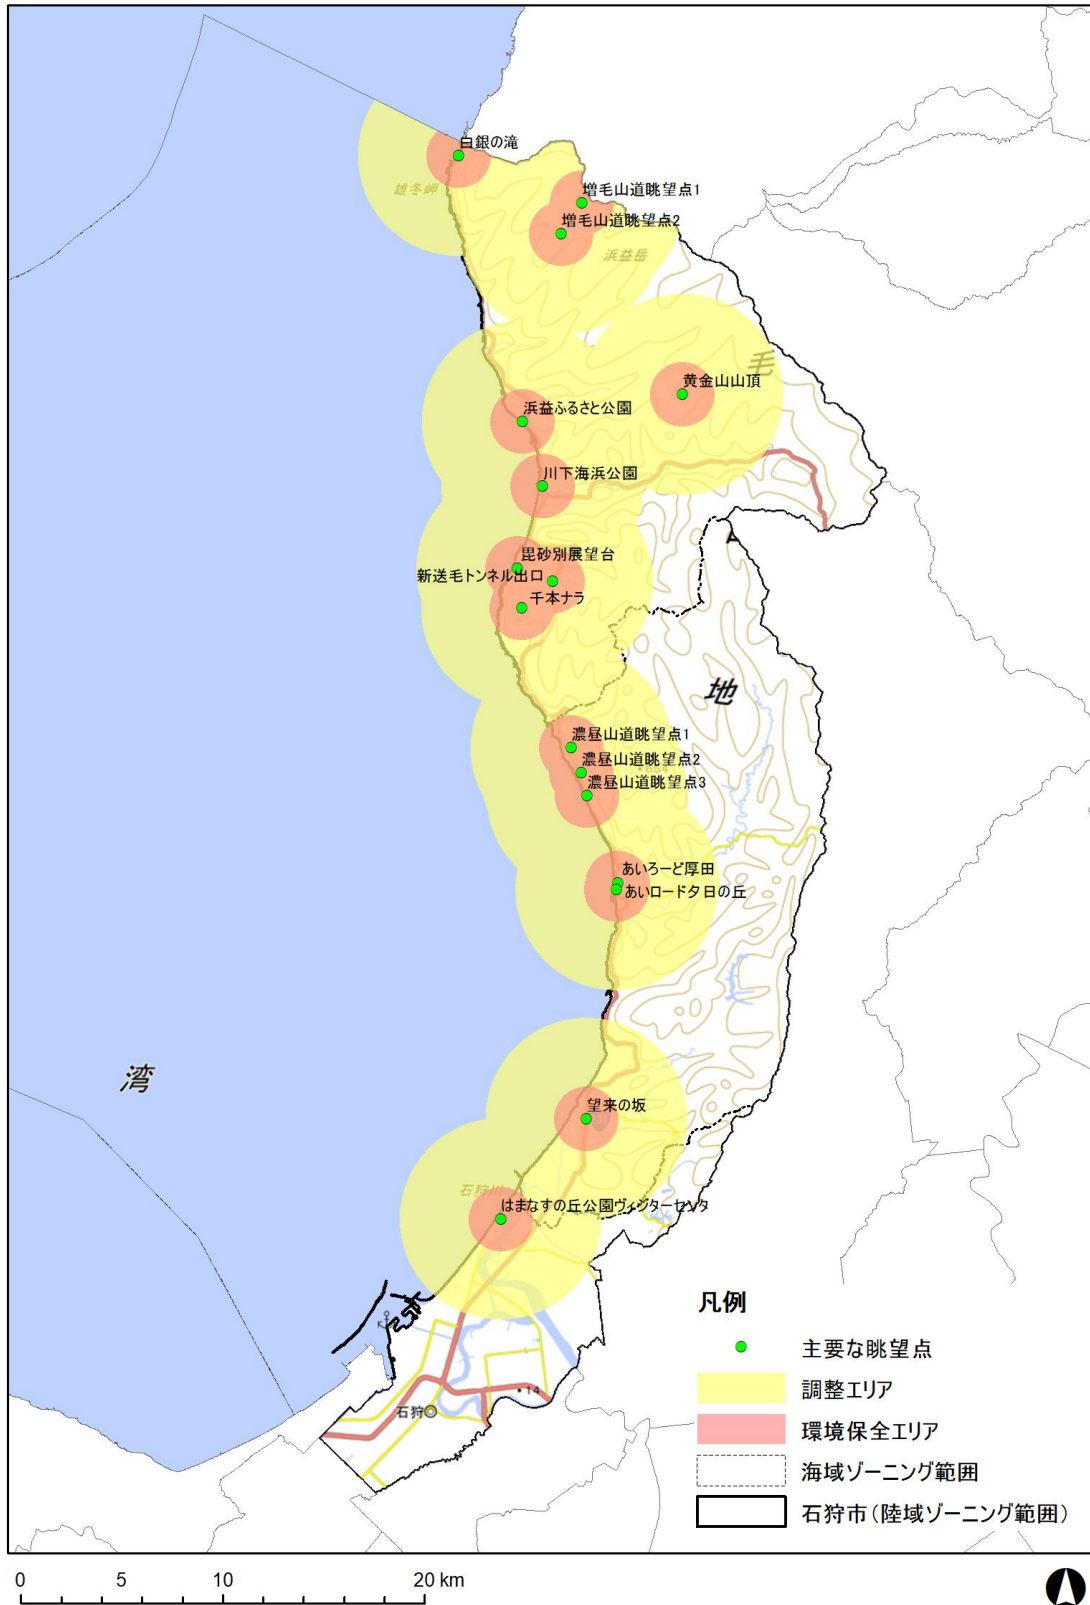 白銀の滝
雄冬岬
増毛山道眺望点1
増毛山道眺望点2
浜益岳
毛
黄金山山頂
浜益ふるさと公園
川下海浜公園
毘砂別展望台
新送毛トンネル出口
千本ナラ
地
濃昼山道眺望点1
濃昼山道眺望点2
濃昼山道眺望点3
あいろーど厚田
あいロード夕日の丘
湾
望来の坂
石狩川
はまなすの丘公園ヴィジターセンタ
14
石狩
凡例
主要な眺望点
調整エリア
環境保全エリア
海域ゾーニング範囲
石狩市(陸域ゾーニング範囲)
0 5 10 20 km